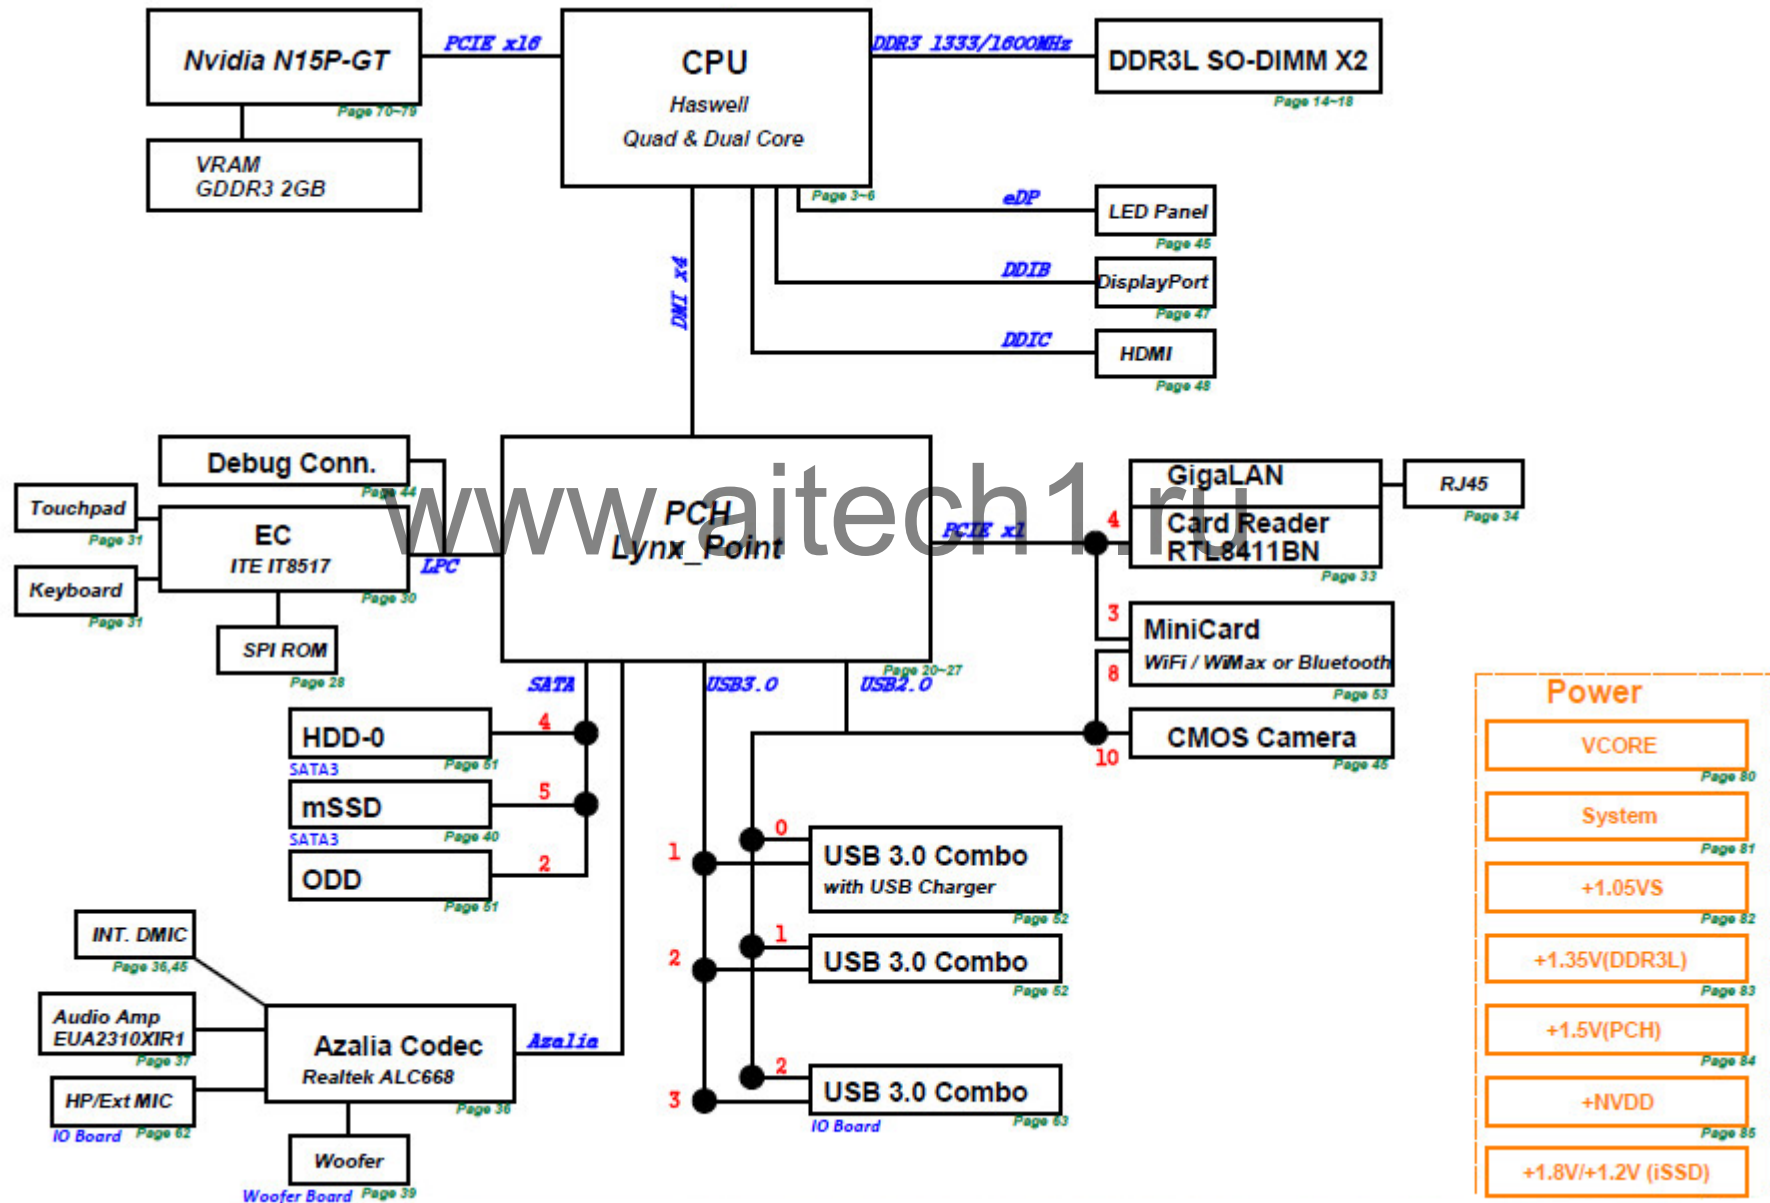 Nvidia N15P-GT
Page 70~79
PCIE x16
VRAM
GDDR3 2GB
CPU
Haswell
Quad & Dual Core
Page 3~6
DDR3 1333/1600MHz
DDR3L SO-DIMM X2
Page 14~18
eDP
LED Panel
Page 45
DDIB
DisplayPort
Page 47
DDIC
HDMI
Page 48
DMI x4
Debug Conn.
Page 44
Touchpad
Page 31
EC
ITE IT8517
Page 30
LPC
Keyboard
Page 31
SPI ROM
Page 28
PCH
Lynx_Point
Page 20~27
www.aitech1.ru
PCIE x1
4
GigaLAN
Card Reader
RTL8411BN
Page 33
RJ45
Page 34
3
8
MiniCard
WiFi / WiMax or Bluetooth
Page 53
10
CMOS Camera
Page 45
SATA
USB3.0
USB2.0
4
HDD-0
SATA3
Page 51
5
mSSD
SATA3
Page 40
2
ODD
Page 51
1
0
USB 3.0 Combo
with USB Charger
Page 52
2
1
USB 3.0 Combo
Page 52
3
2
USB 3.0 Combo
IO Board
Page 63
INT. DMIC
Page 36,45
Audio Amp
EUA2310XIR1
Page 37
HP/Ext MIC
IO Board
Page 62
Azalia Codec
Realtek ALC668
Page 36
Azalia
Woofer
Woofer Board
Page 39
Power
VCORE
Page 80
System
Page 81
+1.05VS
Page 82
+1.35V(DDR3L)
Page 83
+1.5V(PCH)
Page 84
+NVDD
Page 85
+1.8V/+1.2V (iSSD)